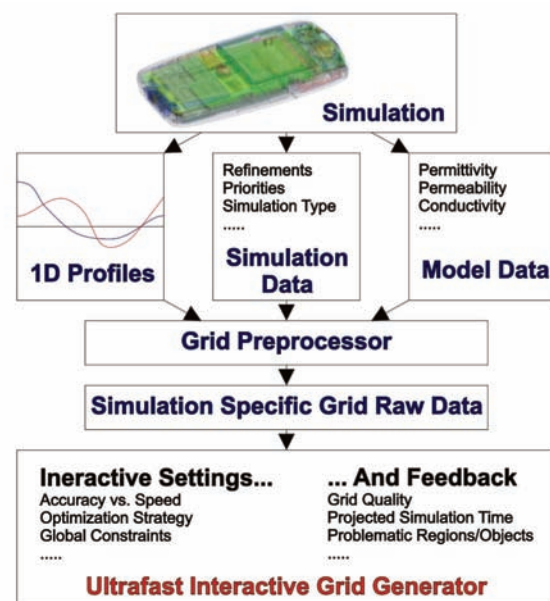 Simulation
1D Profiles
Refinements
Priorities
Simulation Type
.....
Simulation
Data
Permittivity
Permeability
Conductivity
.....
Model Data
Grid Preprocessor
Simulation Specific Grid Raw Data
Ineractive Settings...
Accuracy vs. Speed
Optimization Strategy
Global Constraints
.....
... And Feedback
Grid Quality
Projected Simulation Time
Problematic Regions/Objects
.....
Ultrafast Interactive Grid Generator